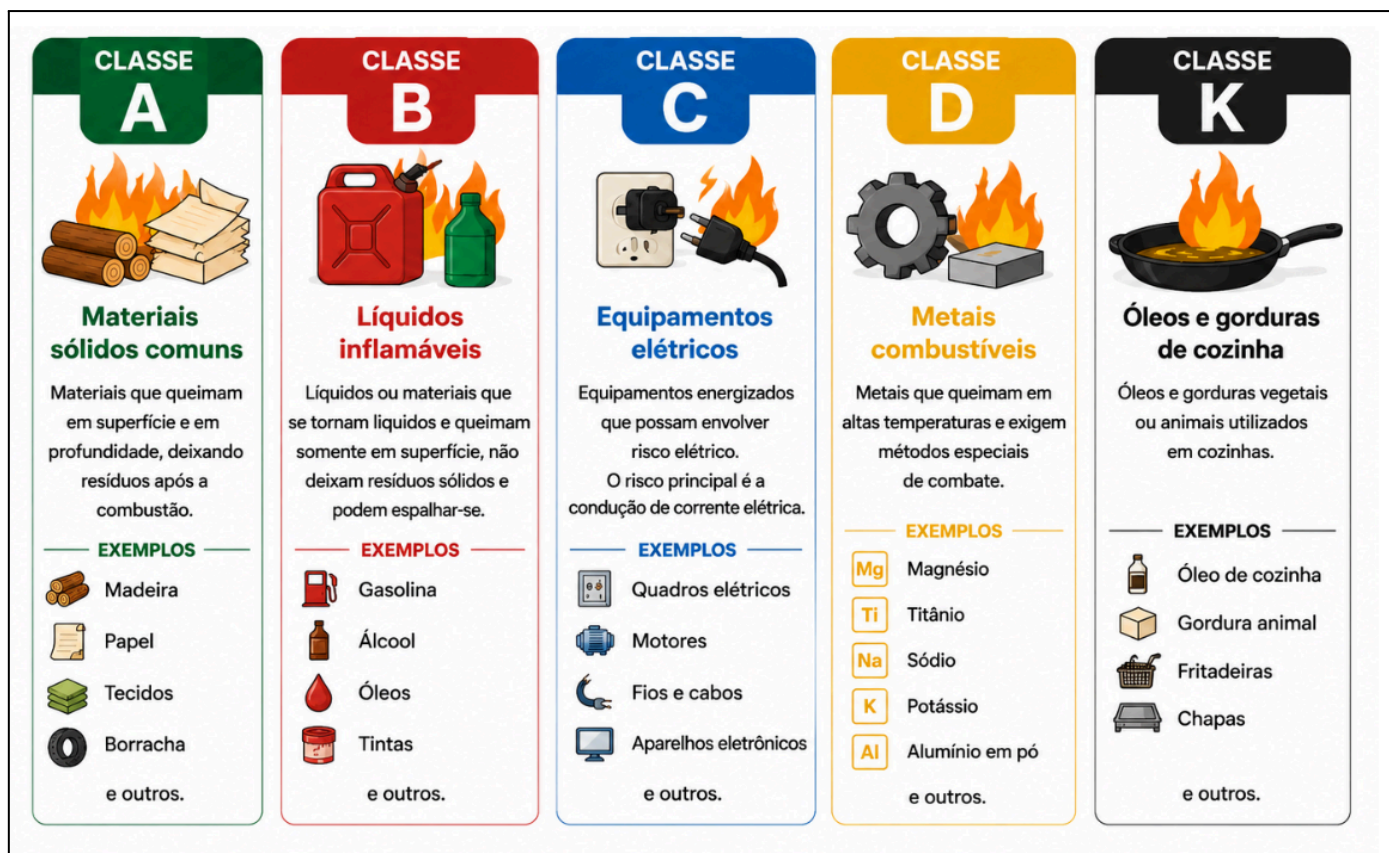 CLASSE
A
Materiais
sólidos comuns
Materiais que queimam
em superfície e em
profundidade, deixando
resíduos após a
combustão.
EXEMPLOS
Madeira
Papel
Tecidos
Borracha
e outros.
CLASSE
B
Líquidos
inflamáveis
Líquidos ou materiais que
se tornam liquidos e queimam
somente em superfície, não
deixam resíduos sólidos e
podem espalhar-se.
EXEMPLOS
Gasolina
Álcool
Óleos
Tintas
e outros.
CLASSE
C
Equipamentos
elétricos
Equipamentos energizados
que possam envolver
risco elétrico.
O risco principal é a
condução de corrente elétrica.
EXEMPLOS
Quadros elétricos
Motores
Fios e cabos
Aparelhos eletrônicos
e outros.
CLASSE
D
Metais
combustíveis
Metais que queimam em
altas temperaturas e exigem
métodos especiais
de combate.
EXEMPLOS
Mg Magnésio
Ti Titânio
Na Sódio
K Potássio
Al Alumínio em pó
e outros.
CLASSE
K
Óleos e gorduras
de cozinha
Óleos e gorduras vegetais
ou animais utilizados
em cozinhas.
EXEMPLOS
Óleo de cozinha
Gordura animal
Fritadeiras
Chapas
e outros.